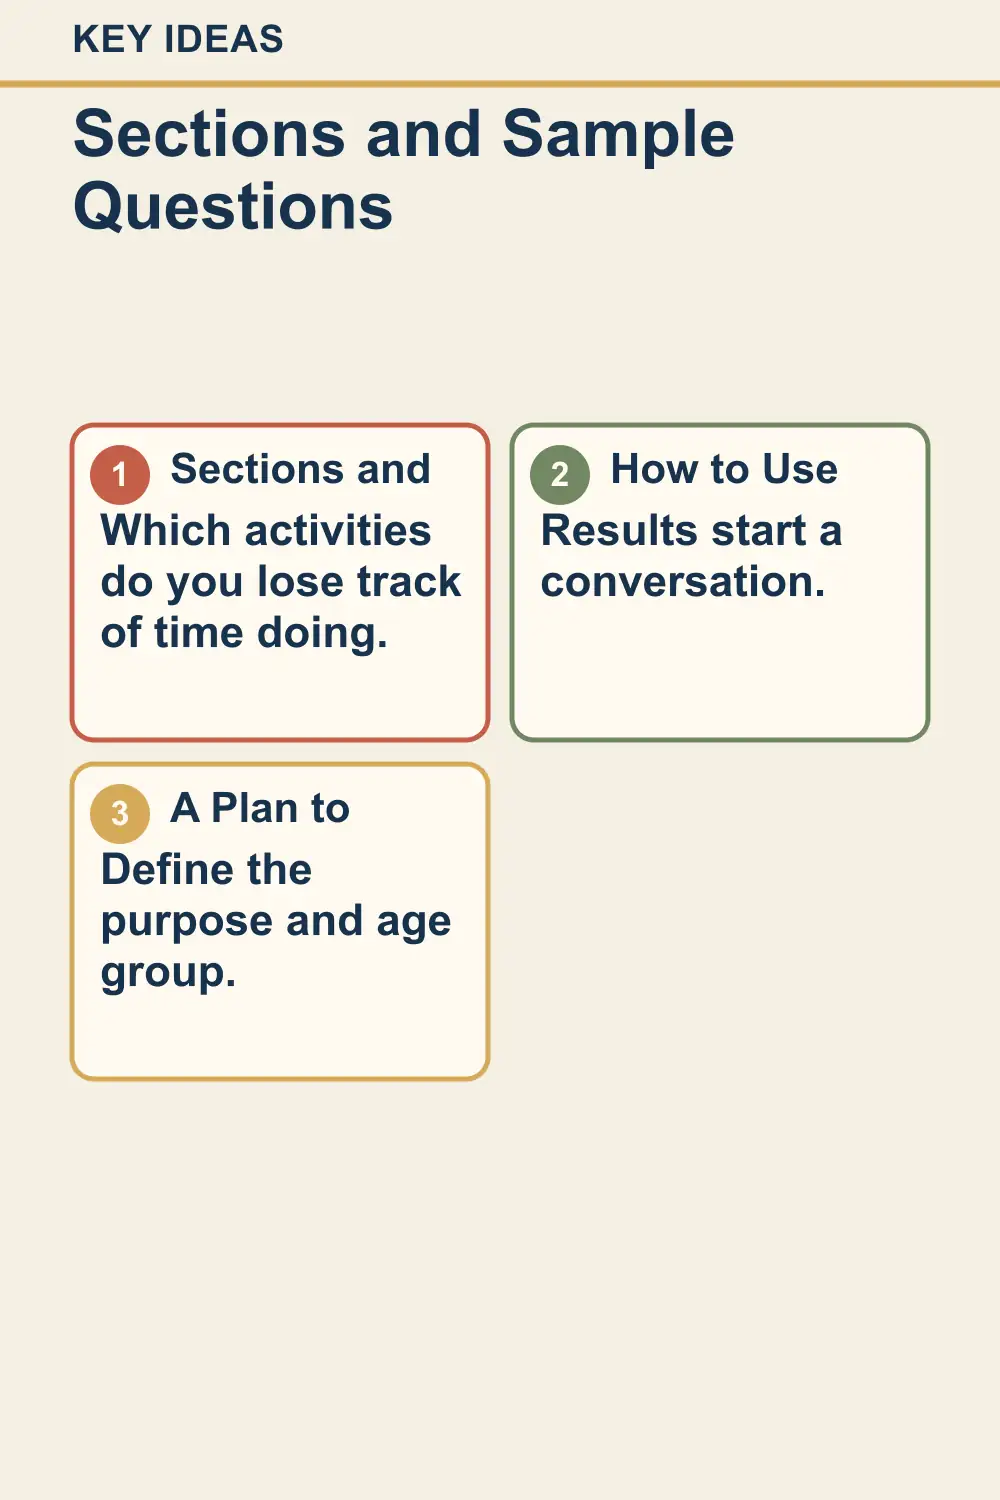 KEY IDEAS
Sections and Sample
Questions
1 Sections and
Which activities
do you lose track
of time doing.
2 How to Use
Results start a
conversation.
3 A Plan to
Define the
purpose and age
group.